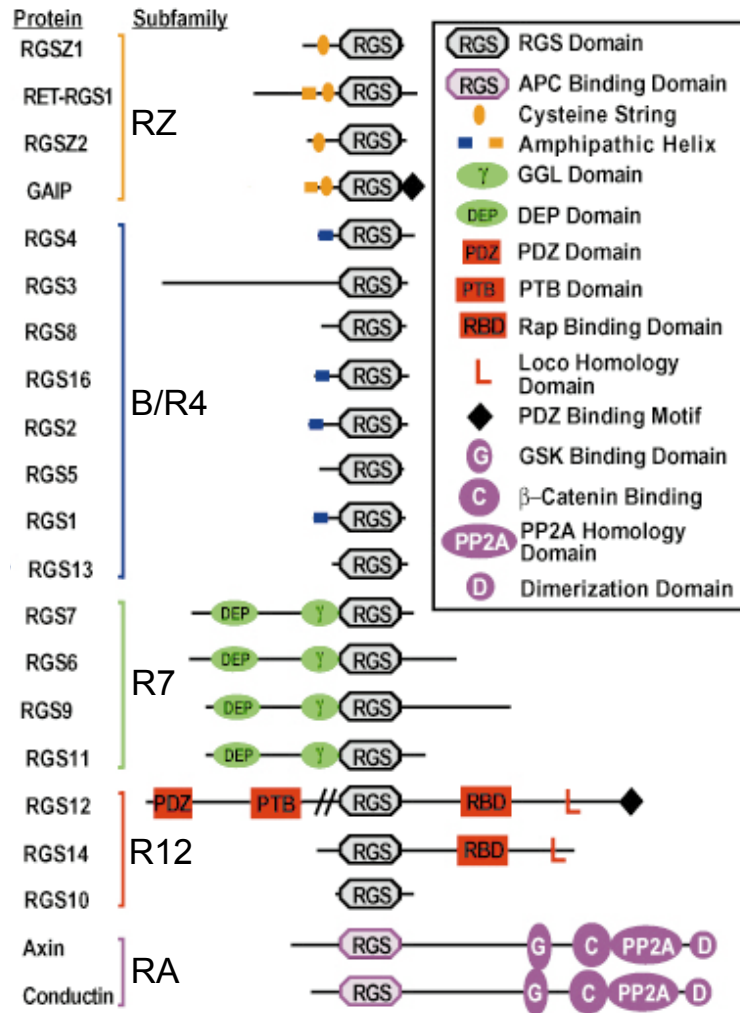 Protein Subfamily
RGSZ1 RGS
RET-RGS1 RGS
RZ
RGSZ2 RGS
GAIP RGS
RGS4 RGS
RGS3 RGS
RGS8 RGS
RGS16 RGS
B/R4
RGS2 RGS
RGS5 RGS
RGS1 RGS
RGS13 RGS
RGS7 DEP γ RGS
RGS6 DEP γ RGS
R7
RGS9 DEP γ RGS
RGS11 DEP γ RGS
RGS12 PDZ PTB // RGS RBD L
RGS14 RGS RBD L
R12
RGS10 RGS
Axin RGS G C PP2A D
RA
Conductin RGS G C PP2A D
RGS RGS Domain
RGS APC Binding Domain
Cysteine String
Amphipathic Helix
γ GGL Domain
DEP DEP Domain
PDZ PDZ Domain
PTB PTB Domain
RBD Rap Binding Domain
L Loco Homology
Domain
PDZ Binding Motif
G GSK Binding Domain
C β–Catenin Binding
PP2A PP2A Homology
Domain
D Dimerization Domain